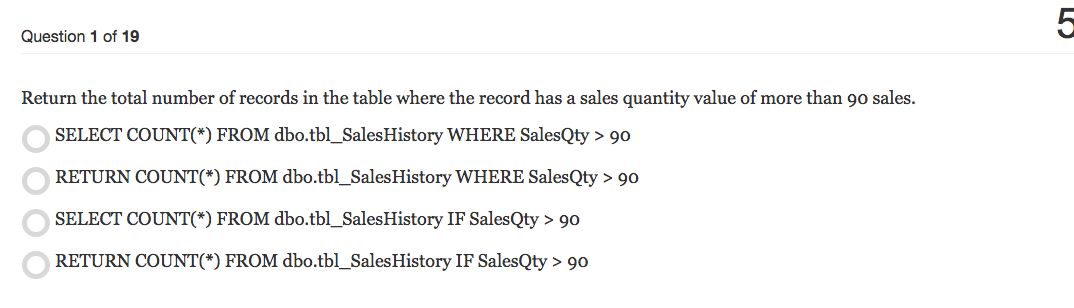 5
Question 1 of 19
Return the total number of records in the table where the record has a sales quantity value of more than 90 sales.
SELECT COUNT(*) FROM dbo.tbl_SalesHistory WHERE SalesQty > 90
RETURN COUNT(*) FROM dbo.tbl_SalesHistory WHERE SalesQty > 90
SELECT COUNT(*) FROM dbo.tbl_SalesHistory IF SalesQty > 90
RETURN COUNT(*) FROM dbo.tbl_SalesHistory IF SalesQty > 90